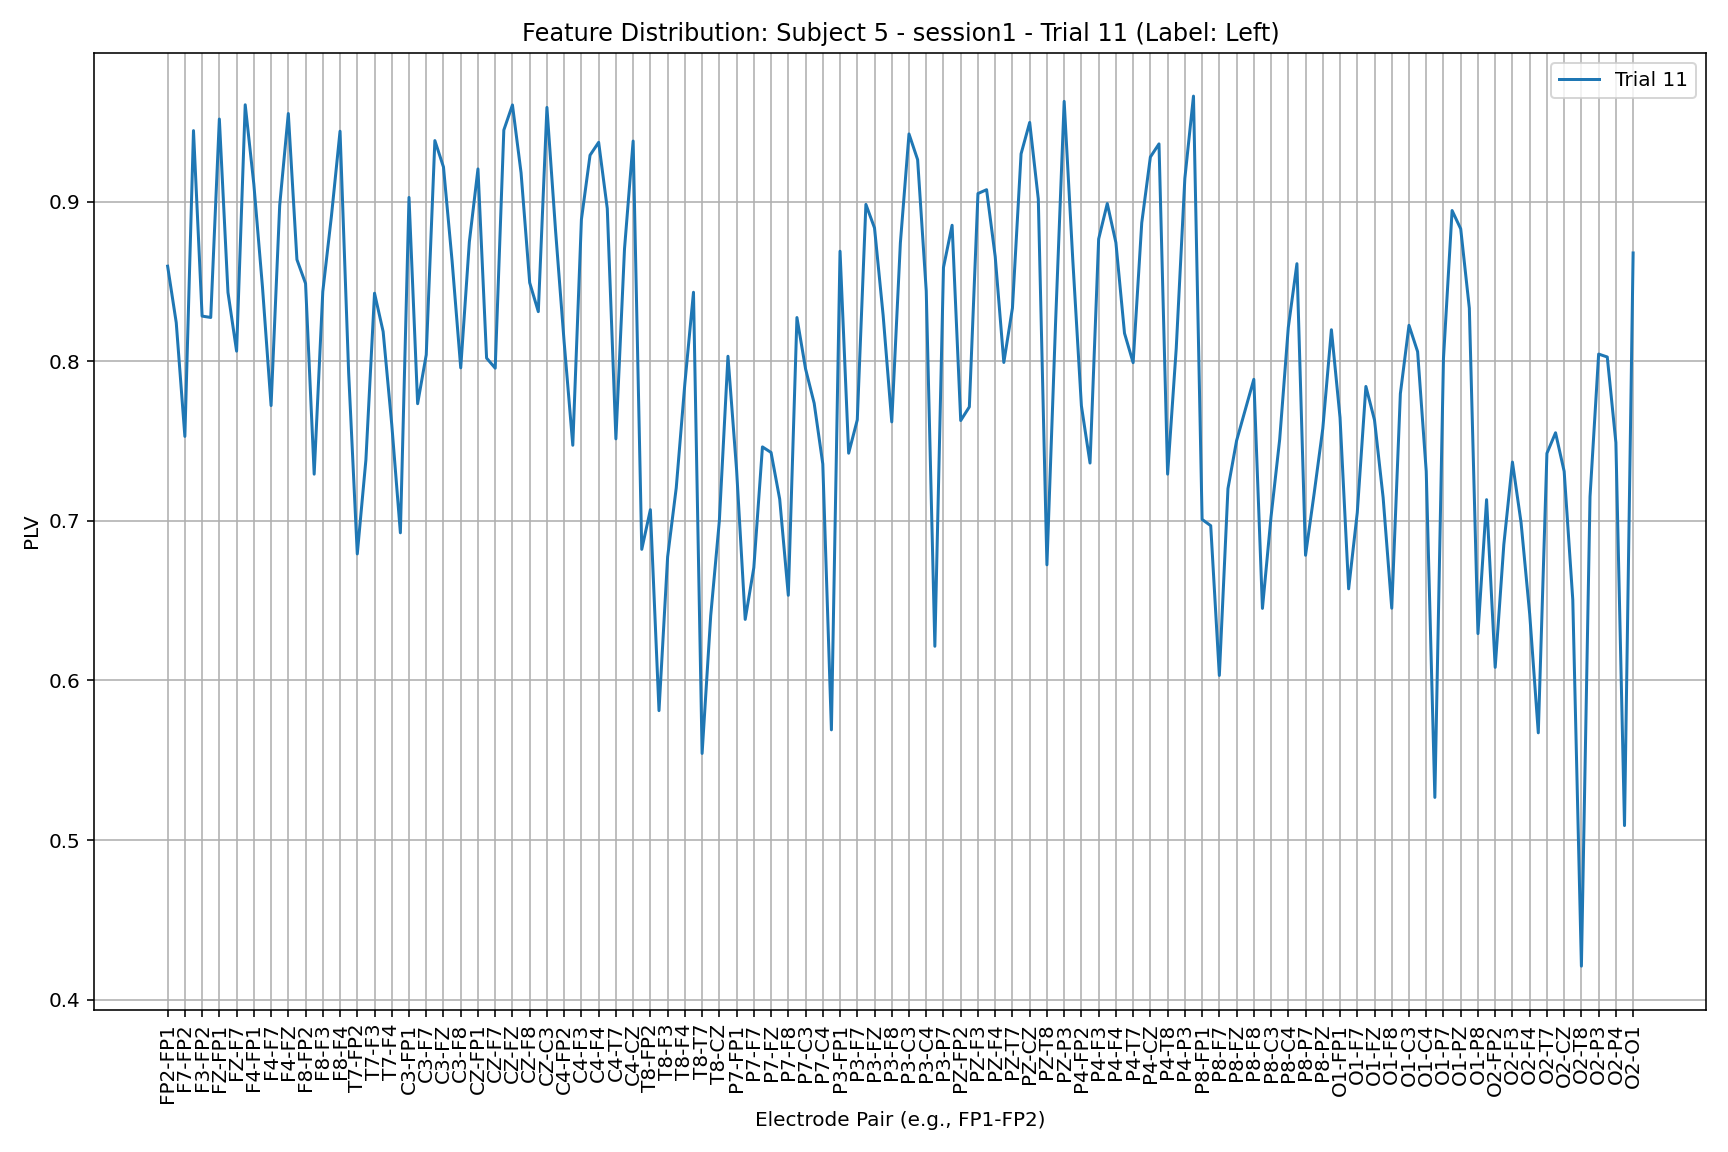 Feature Distribution: Subject 5 - session1 - Trial 11 (Label: Left)
Trial 11
PLV
0.9
0.8
0.7
0.6
0.5
0.4
FP2-FP1
F7-FP2
F3-FP2
FZ-FP1
FZ-F7
F4-FP1
F4-F7
F4-FZ
F8-FP2
F8-F3
F8-F4
T7-FP2
T7-F3
T7-F4
C3-FP1
C3-F7
C3-FZ
C3-F8
CZ-FP1
CZ-F7
CZ-FZ
CZ-F8
CZ-C3
C4-FP2
C4-F3
C4-F4
C4-T7
C4-CZ
T8-FP2
T8-F3
T8-F4
T8-T7
T8-CZ
P7-FP1
P7-F7
P7-FZ
P7-F8
P7-C3
P7-C4
P3-FP1
P3-F7
P3-FZ
P3-F8
P3-C3
P3-C4
P3-P7
PZ-FP2
PZ-F3
PZ-F4
PZ-T7
PZ-CZ
PZ-T8
PZ-P3
P4-FP2
P4-F3
P4-F4
P4-T7
P4-CZ
P4-T8
P4-P3
P8-FP1
P8-F7
P8-FZ
P8-F8
P8-C3
P8-C4
P8-P7
P8-PZ
O1-FP1
O1-F7
O1-FZ
O1-F8
O1-C3
O1-C4
O1-P7
O1-PZ
O1-P8
O2-FP2
O2-F3
O2-F4
O2-T7
O2-CZ
O2-T8
O2-P3
O2-P4
O2-O1
Electrode Pair (e.g., FP1-FP2)